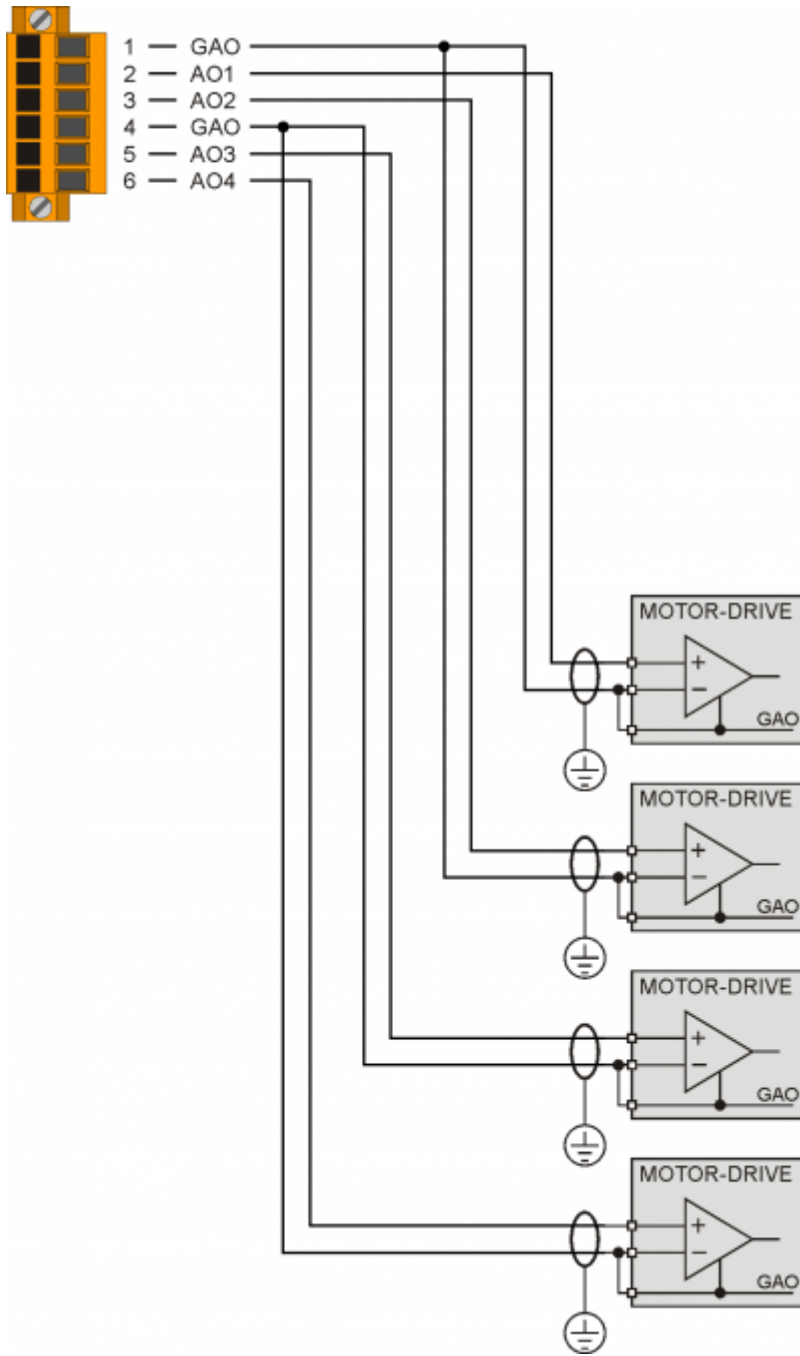 1 — GAO
2 — AO1
3 — AO2
4 — GAO
5 — AO3
6 — AO4
MOTOR-DRIVE
+
−
GAO
MOTOR-DRIVE
+
−
GAO
MOTOR-DRIVE
+
−
GAO
MOTOR-DRIVE
+
−
GAO